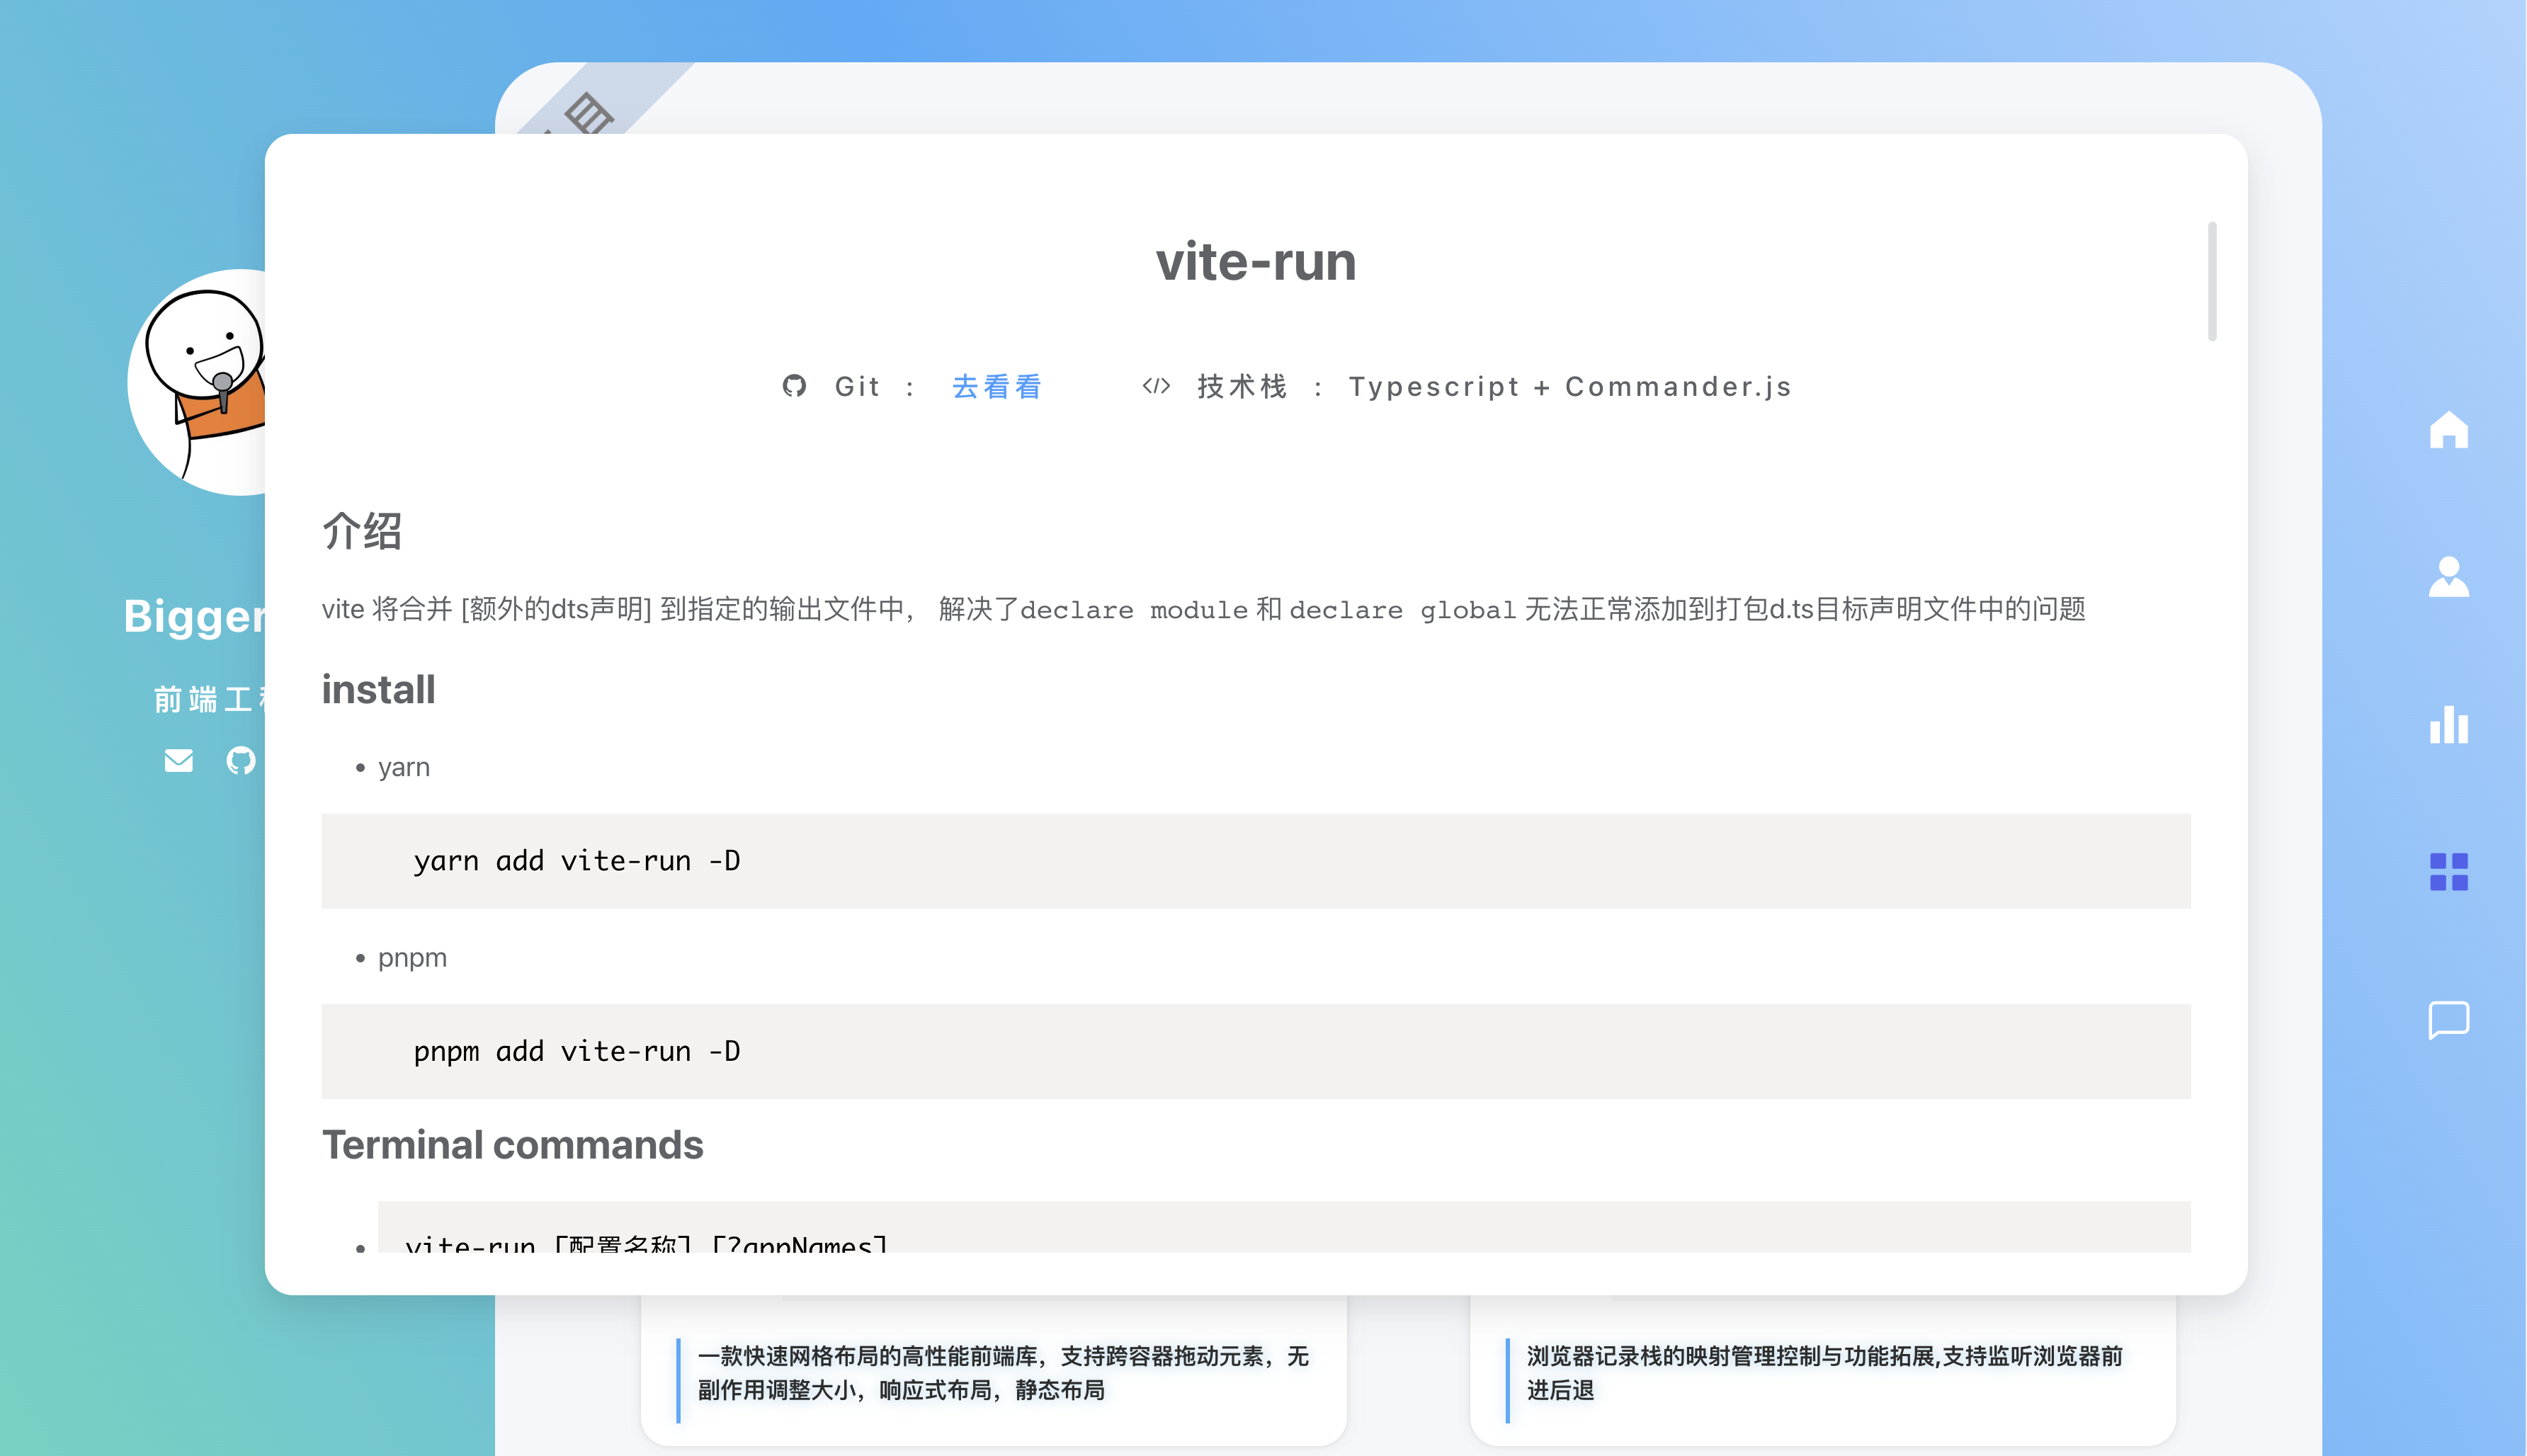 目
vite-run
Git : 去看看 技术栈 : Typescript + Commander.js
介绍
vite 将合并 [额外的dts声明] 到指定的输出文件中， 解决了declare module 和 declare global 无法正常添加到打包d.ts目标声明文件中的问题
install
• yarn
yarn add vite-run -D
• pnpm
pnpm add vite-run -D
Terminal commands
• vite-run [配置名称] [?appNames]
Bigger
前端工
一款快速网格布局的高性能前端库，支持跨容器拖动元素，无
副作用调整大小，响应式布局，静态布局
浏览器记录栈的映射管理控制与功能拓展,支持监听浏览器前
进后退